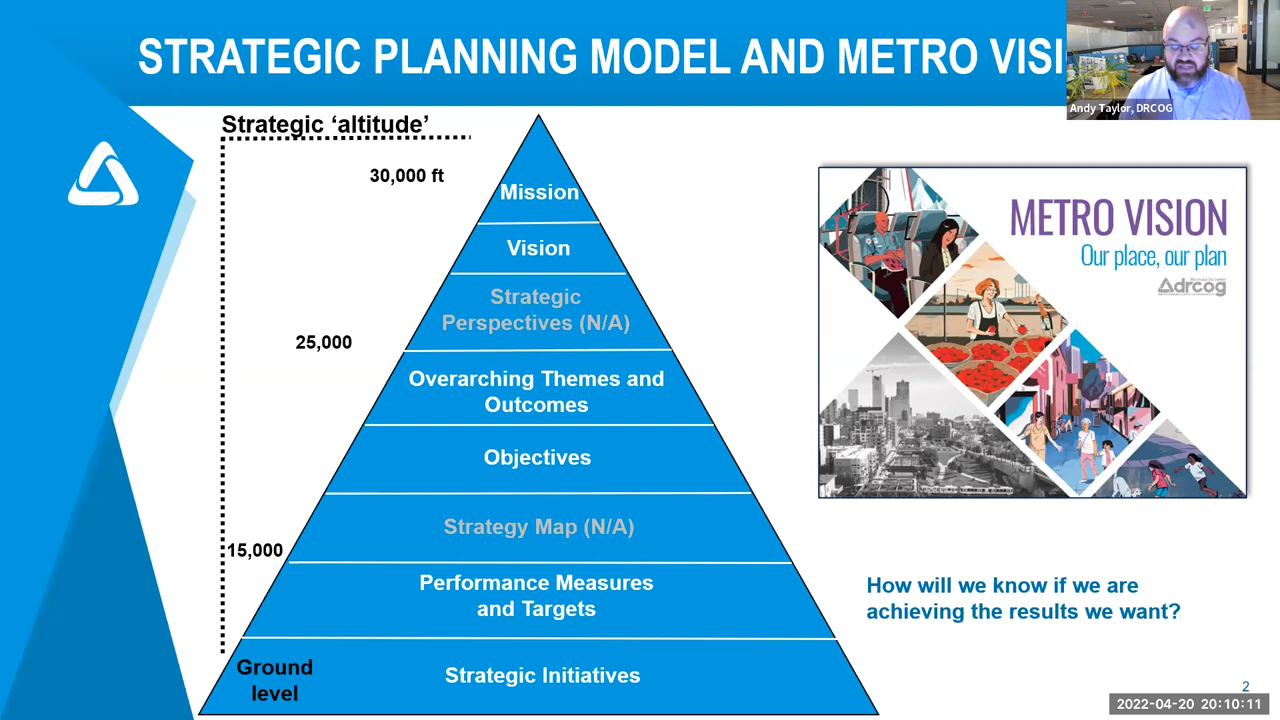 STRATEGIC PLANNING MODEL AND METRO VISI
Andy Taylor, DRCOG
Strategic ‘altitude’
30,000 ft
Mission
Vision
Strategic
Perspectives (N/A)
25,000
Overarching Themes and
Outcomes
Objectives
Strategy Map (N/A)
15,000
Performance Measures
and Targets
Ground
level
Strategic Initiatives
METRO VISION
Our place, our plan
drcog
How will we know if we are
achieving the results we want?
2
2022-04-20 20:10:11